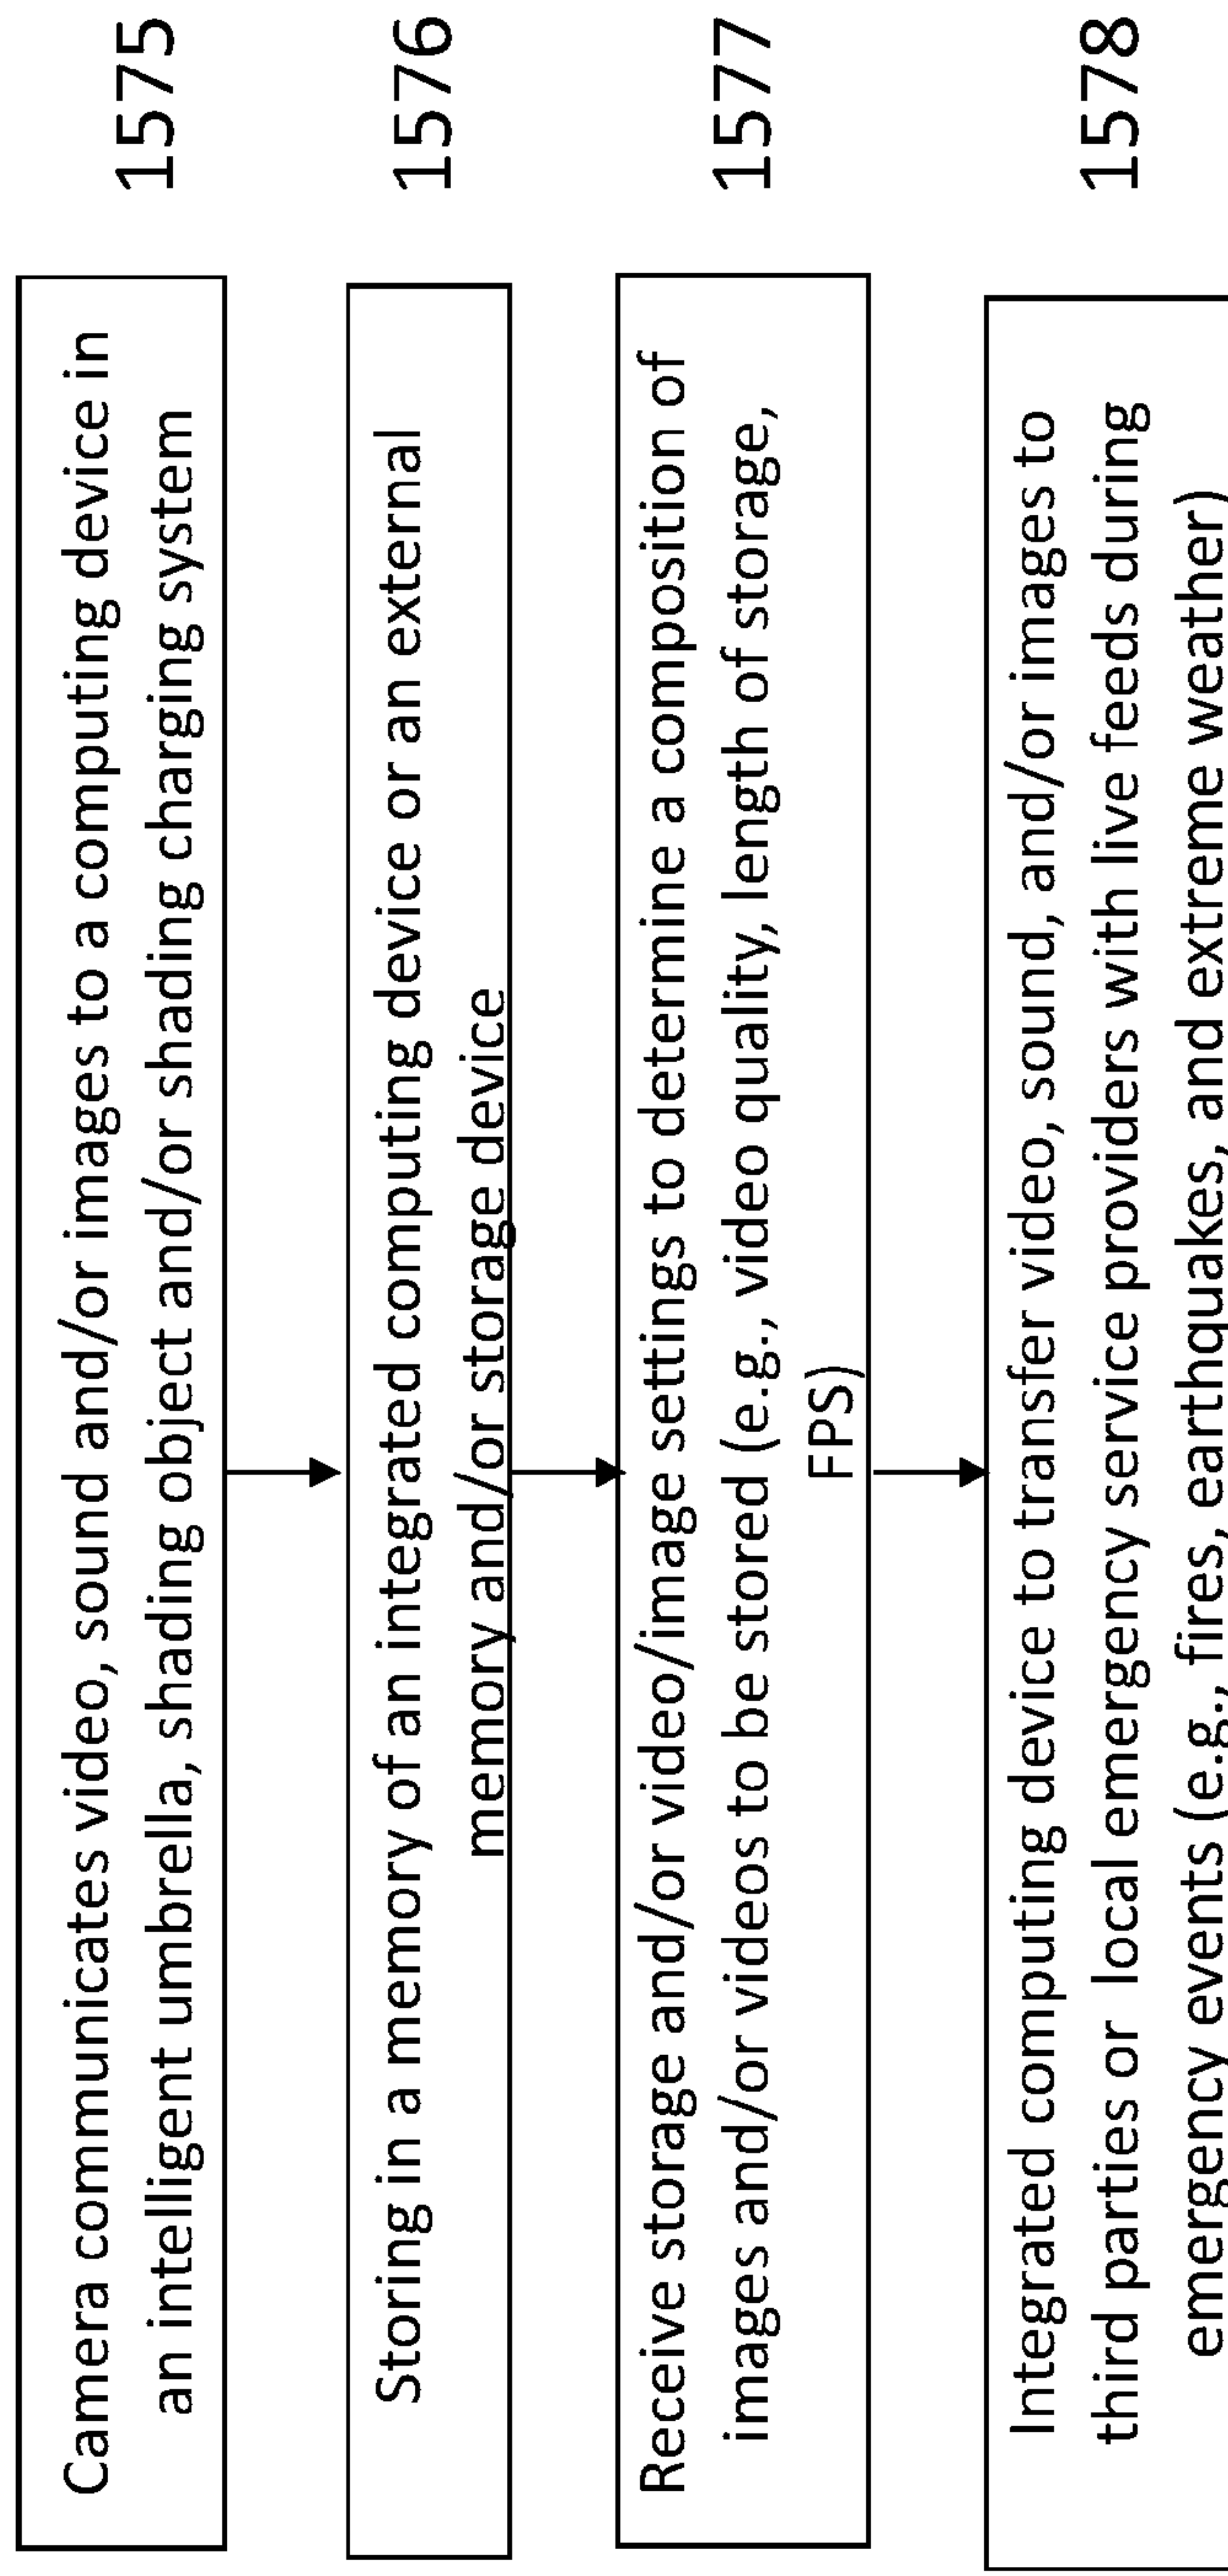 Camera communicates video, sound and/or images to a computing device in
an intelligent umbrella, shading object and/or shading charging system
1575
Storing in a memory of an integrated computing device or an external
memory and/or storage device
1576
Receive storage and/or video/image settings to determine a composition of
images and/or videos to be stored (e.g., video quality, length of storage,
FPS)
1577
Integrated computing device to transfer video, sound, and/or images to
third parties or local emergency service providers with live feeds during
emergency events (e.g., fires, earthquakes, and extreme weather)
1578